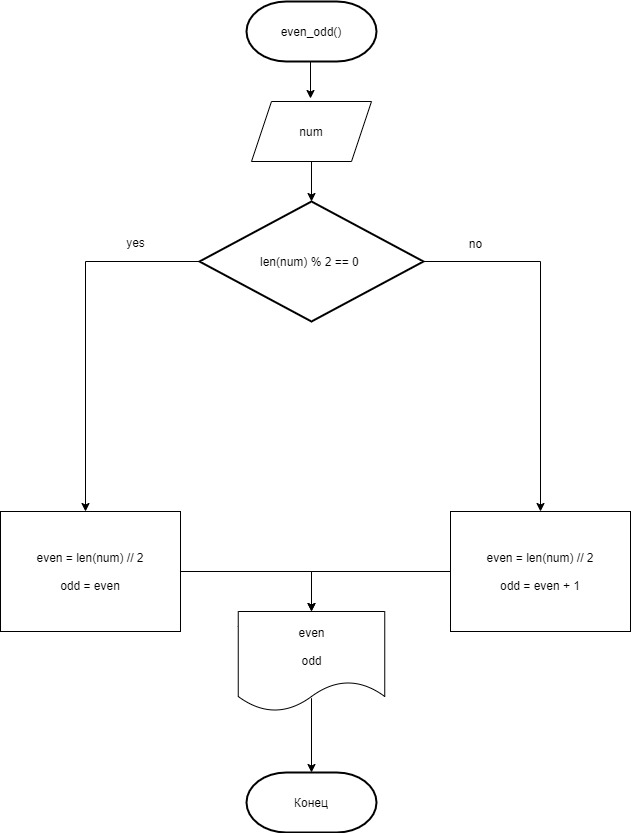 even_odd()
num
len(num) % 2 == 0
yes
no
even = len(num) // 2
odd = even
even = len(num) // 2
odd = even + 1
even
odd
Конец